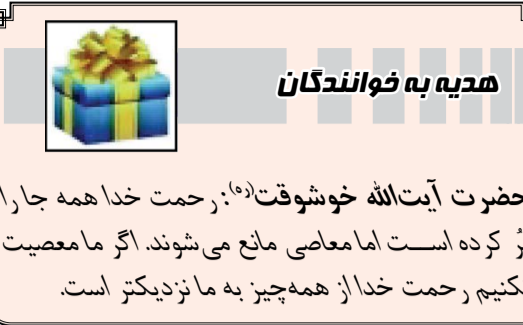 هدیه به خوانندگان
حضرت آیت‌الله خوشوقت(ره): رحمت خدا همه جا را
پُر کرده است اما معاصی مانع می‌شوند. اگر ما معصیت
نکنیم رحمت خدا از همه‌چیز به ما نزدیکتر است.